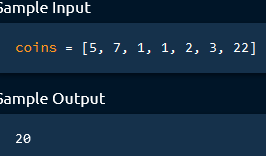 Sample Input
coins = [5, 7, 1, 1, 2, 3, 22]
Sample Output
20